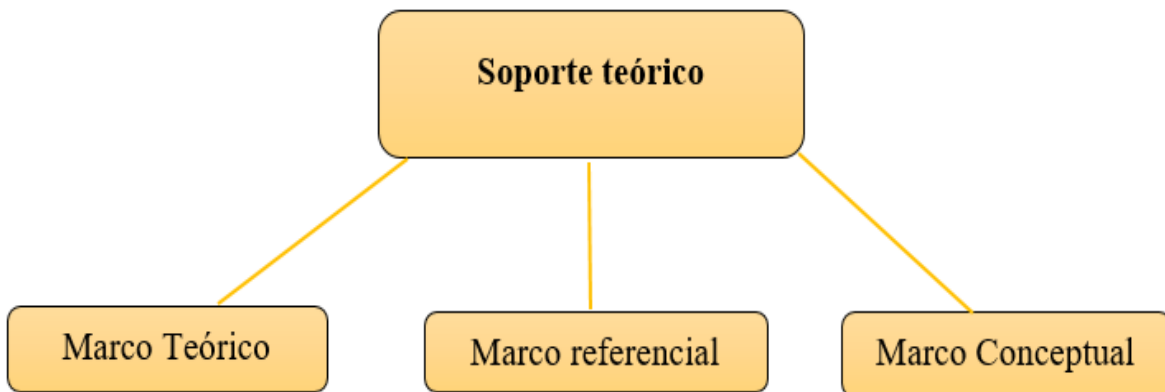 Soporte teórico
Marco Teórico
Marco referencial
Marco Conceptual